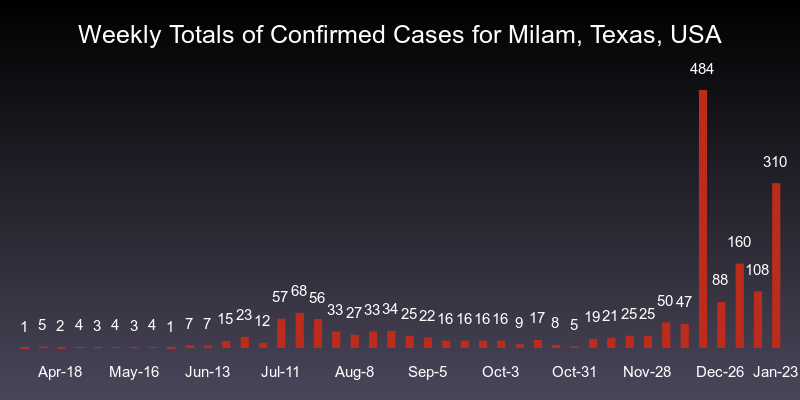 Weekly Totals of Confirmed Cases for Milam, Texas, USA
484
310
160
108
88
57 68 56
50 47
33 27 33 34 25 22 16 16 16 16 9 17 8 5 19 21 25 25
1 5 2 4 3 4 3 4 1 7 7 15 23 12
Apr-18 May-16 Jun-13 Jul-11 Aug-8 Sep-5 Oct-3 Oct-31 Nov-28 Dec-26 Jan-23